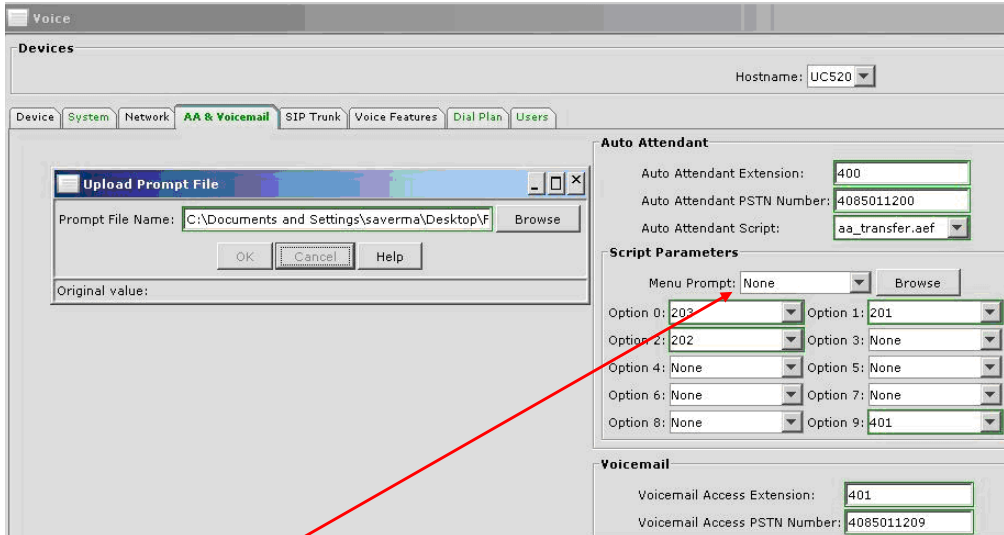 Voice
Devices
Hostname: UC520
Device System Network AA & Voicemail SIP Trunk Voice Features Dial Plan Users
Upload Prompt File
Prompt File Name: C:\Documents and Settings\saverma\Desktop\F Browse
OK Cancel Help
Original value:
Auto Attendant
Auto Attendant Extension: 400
Auto Attendant PSTN Number: 4085011200
Auto Attendant Script: aa_transfer.aef
Script Parameters
Menu Prompt: None Browse
Option 0: 203 Option 1: 201
Option 2: 202 Option 3: None
Option 4: None Option 5: None
Option 6: None Option 7: None
Option 8: None Option 9: 401
Voicemail
Voicemail Access Extension: 401
Voicemail Access PSTN Number: 4085011209